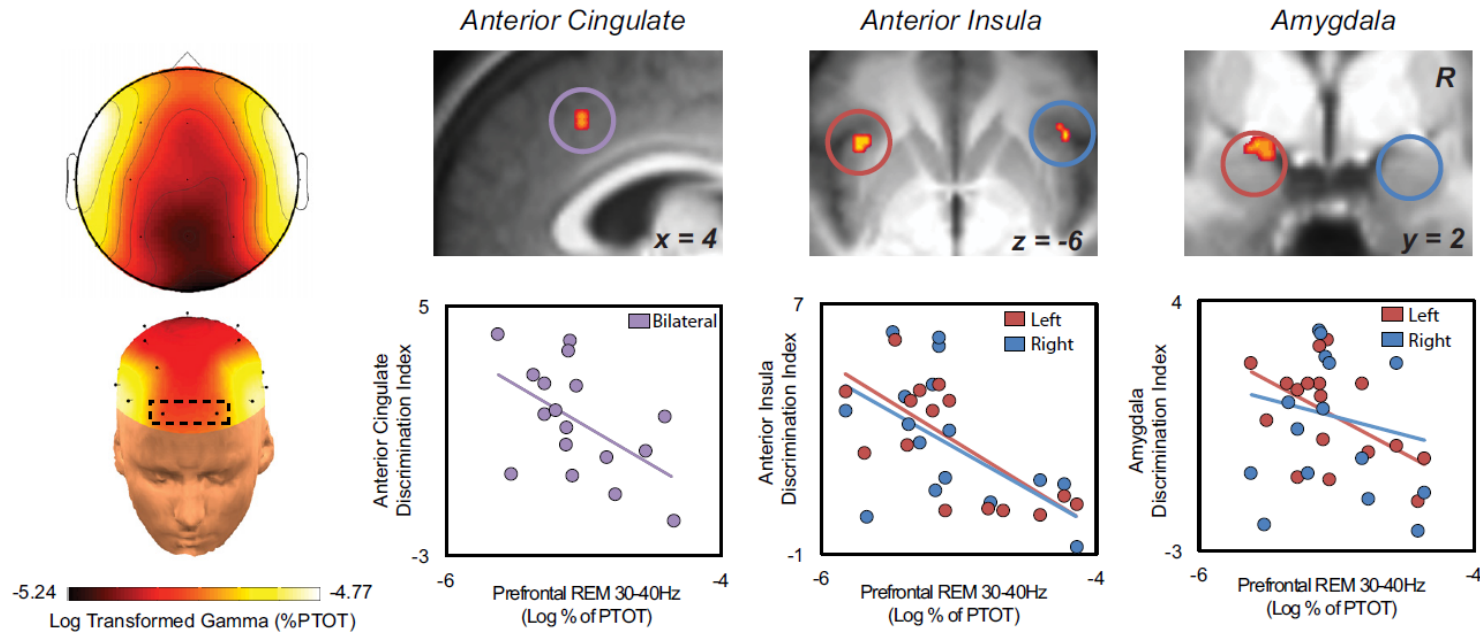 Anterior Cingulate
Anterior Insula
Amygdala
x = 4
z = -6
R
y = 2
-5.24
-4.77
Log Transformed Gamma (%PTOT)
5
Bilateral
Anterior Cingulate
Discrimination Index
-3
-6
-4
Prefrontal REM 30-40Hz
(Log % of PTOT)
7
Left
Right
Anterior Insula
Discrimination Index
-1
-6
-4
Prefrontal REM 30-40Hz
(Log % of PTOT)
4
Left
Right
Amygdala
Discrimination Index
-3
-6
-4
Prefrontal REM 30-40Hz
(Log % of PTOT)